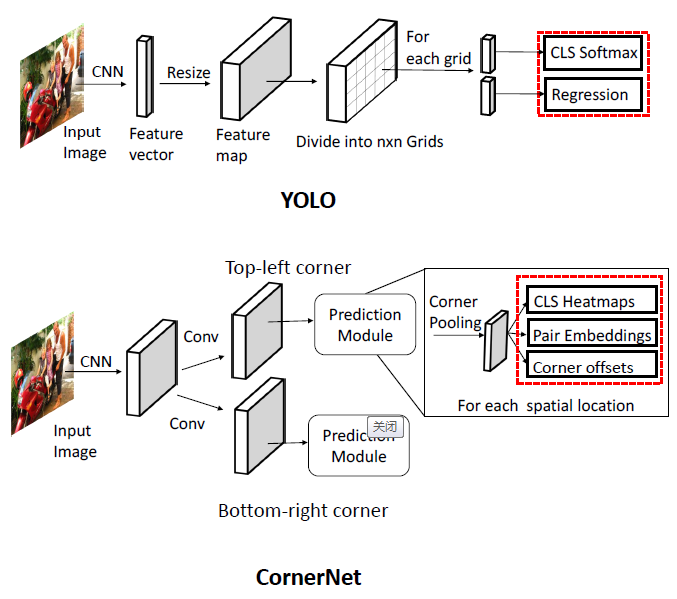 CNN
Resize
For
each grid
CLS Softmax
Regression
Input
Image
Feature
vector
Feature
map
Divide into nxn Grids
YOLO
Top-left corner
Prediction
Module
Corner
Pooling
CLS Heatmaps
Pair Embeddings
Corner offsets
For each spatial location
Conv
CNN
Input
Image
Conv
关闭
Module
Bottom-right corner
CornerNet